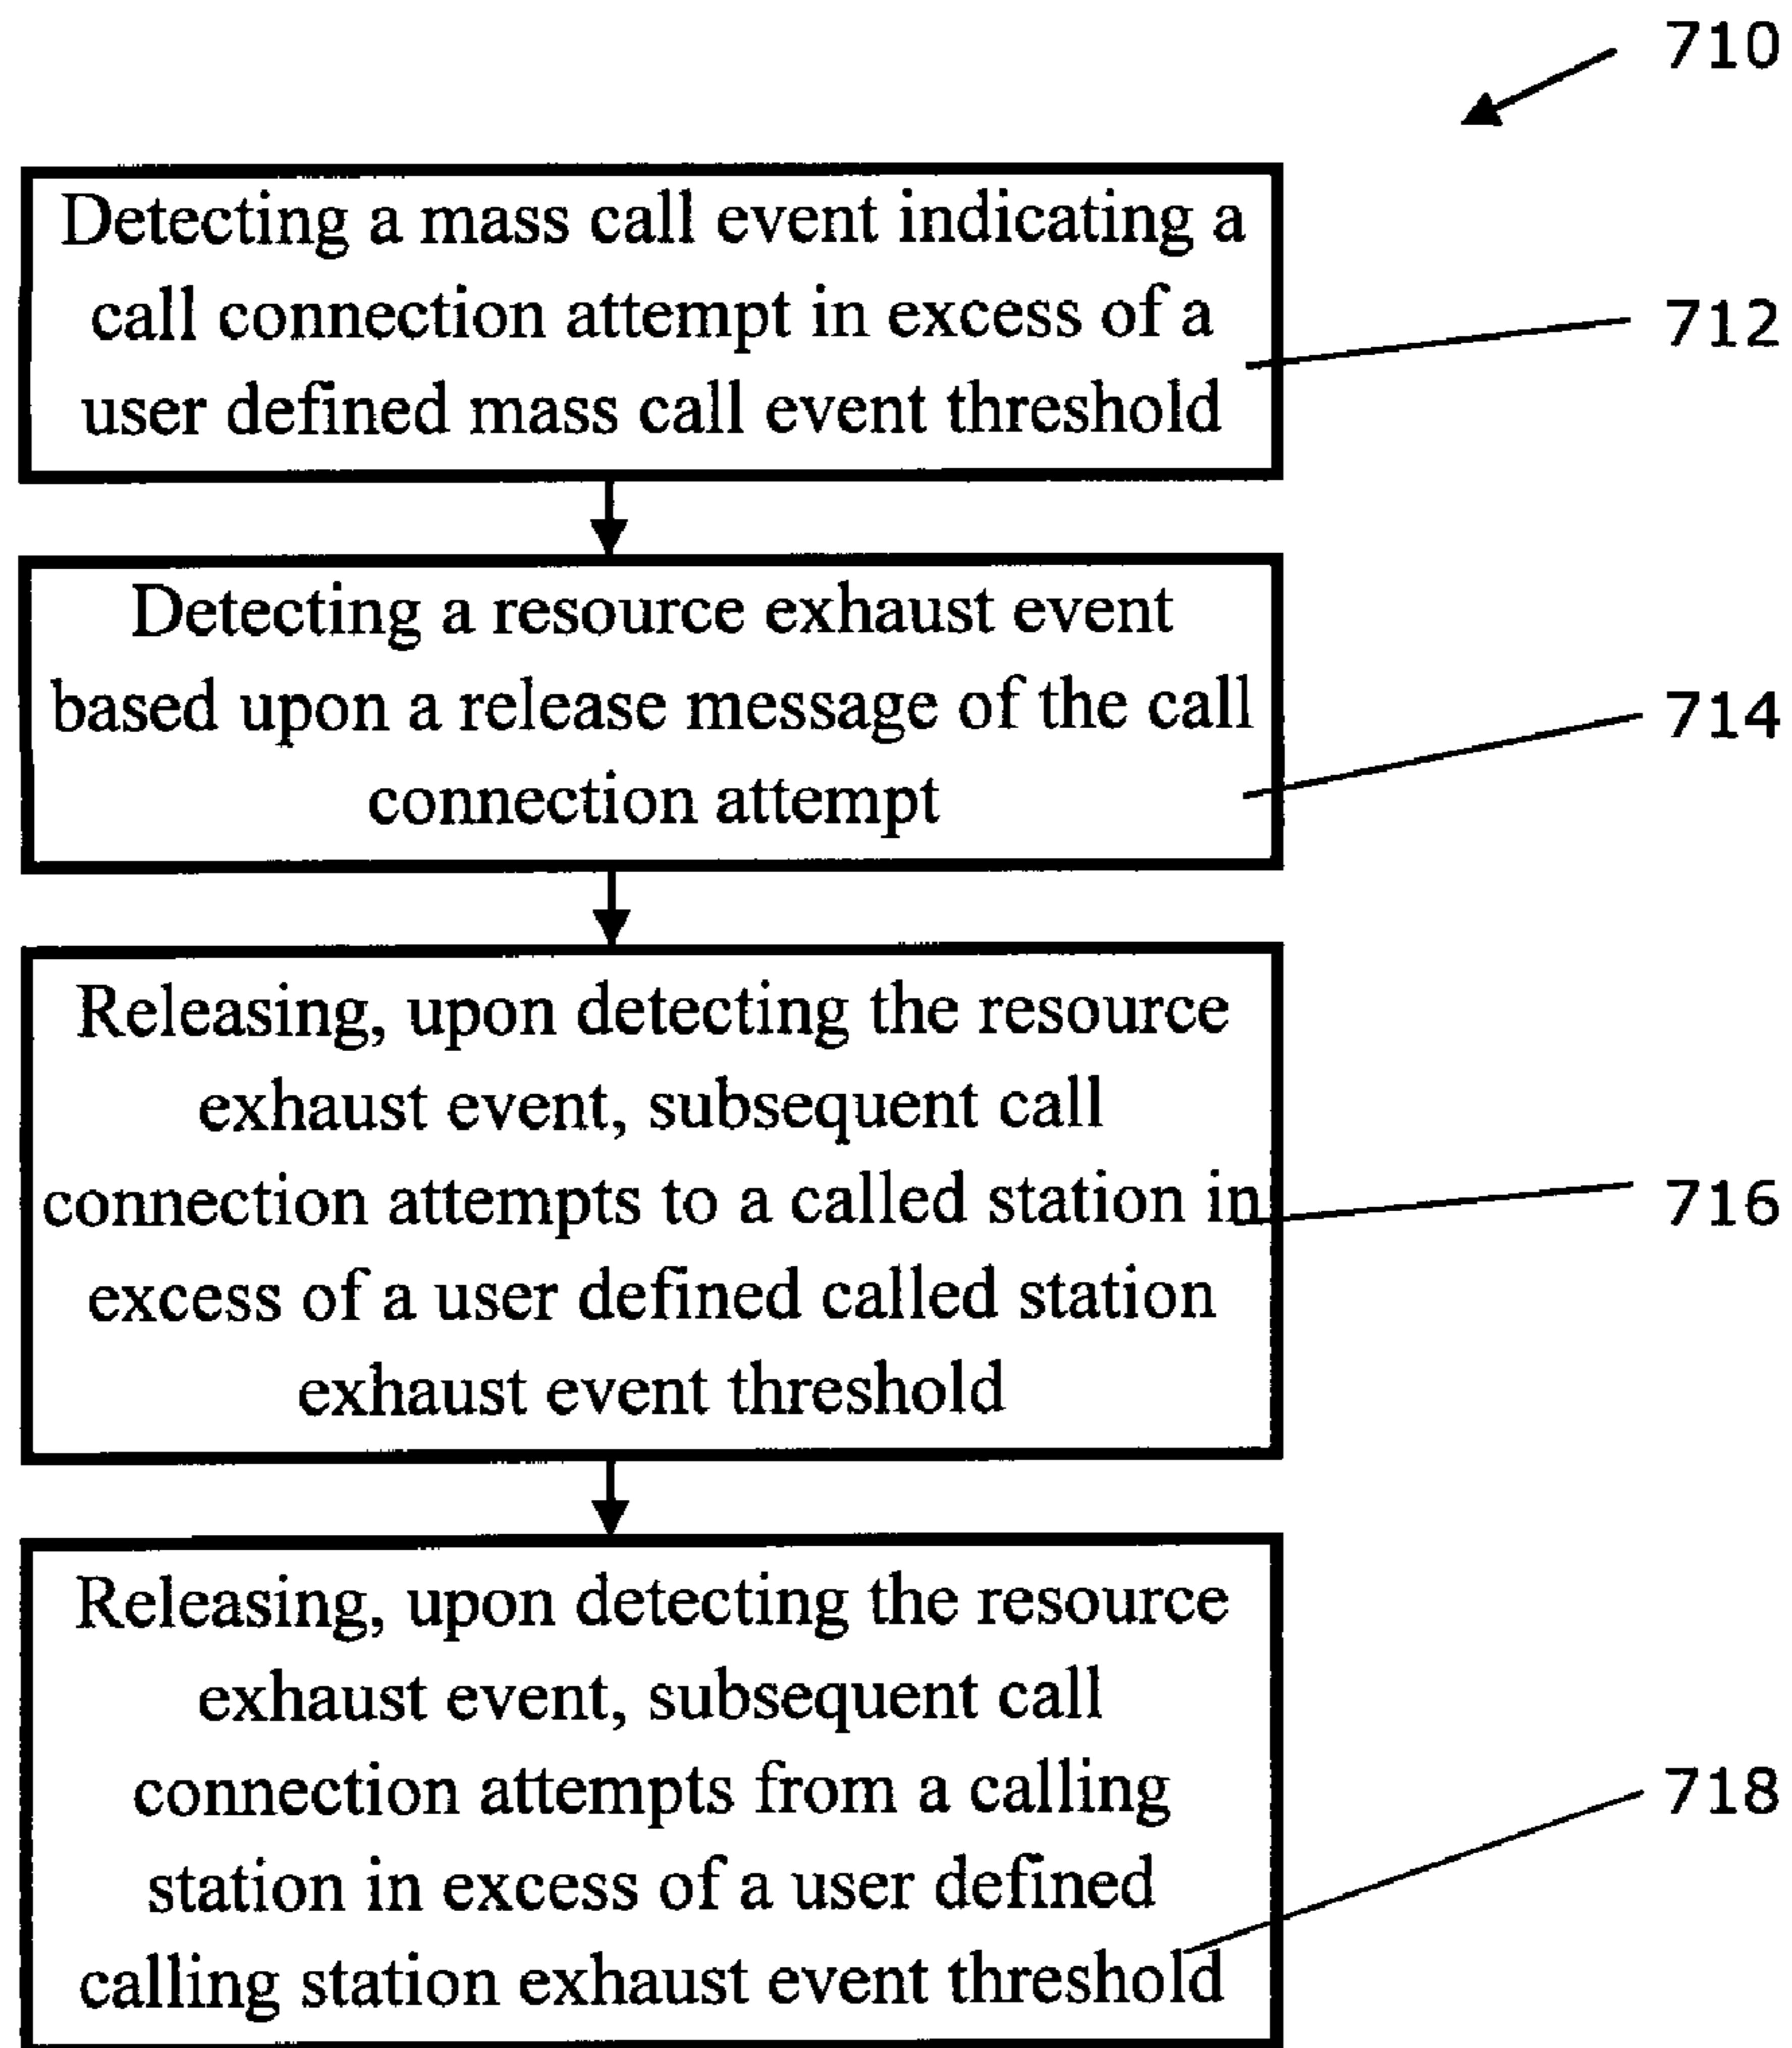 710
Detecting a mass call event indicating a
call connection attempt in excess of a
user defined mass call event threshold
712
Detecting a resource exhaust event
based upon a release message of the call
connection attempt
714
Releasing, upon detecting the resource
exhaust event, subsequent call
connection attempts to a called station in
excess of a user defined called station
exhaust event threshold
716
Releasing, upon detecting the resource
exhaust event, subsequent call
connection attempts from a calling
station in excess of a user defined
calling station exhaust event threshold
718